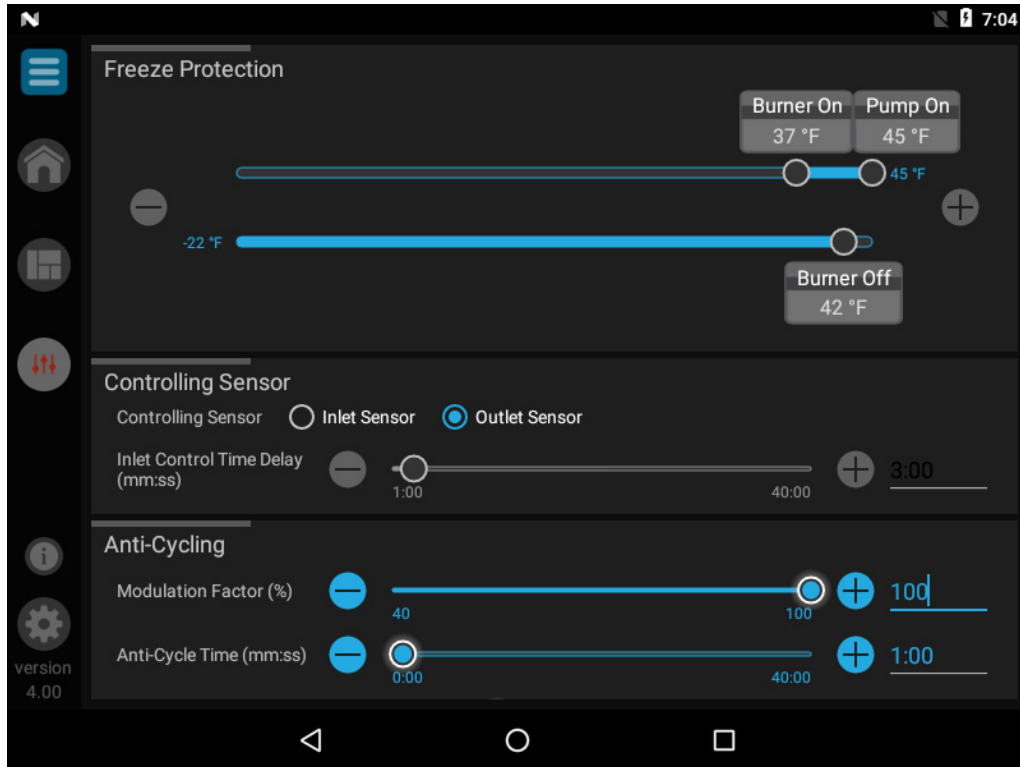 7:04
Freeze Protection
Burner On Pump On
37 °F 45 °F
45 °F
-22 °F
Burner Off
42 °F
Controlling Sensor
Controlling Sensor Inlet Sensor Outlet Sensor
Inlet Control Time Delay
(mm:ss)
3:00
1:00 40:00
Anti-Cycling
Modulation Factor (%) 100
40 100
Anti-Cycle Time (mm:ss) 1:00
0:00 40:00
version
4.00